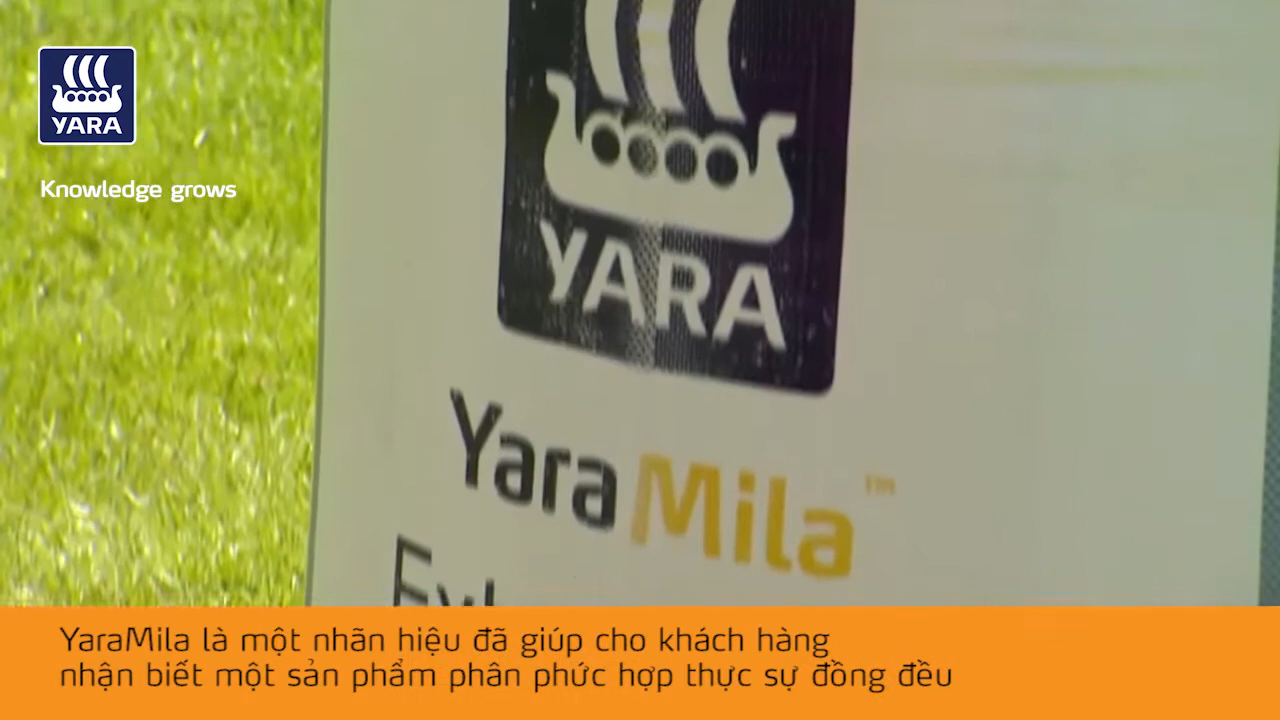 YARA
Knowledge grows
YARA
YaraMila™
YaraMila là một nhãn hiệu đã giúp cho khách hàng
nhận biết một sản phẩm phân phức hợp thực sự đồng đều